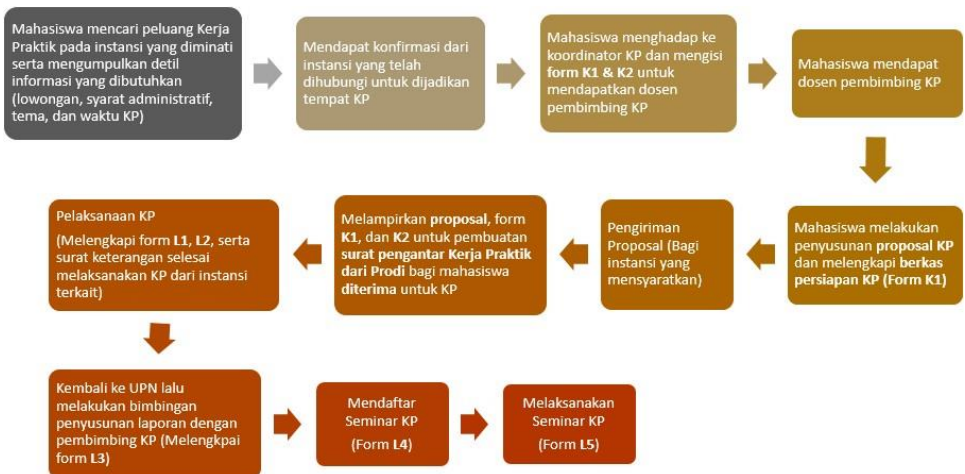 Mahasiswa mencari peluang Kerja
Praktik pada instansi yang diminati
serta mengumpulkan detil
informasi yang dibutuhkan
(lowongan, syarat administratif,
tema, dan waktu KP)
Mendapat konfirmasi dari
instansi yang telah
dihubungi untuk dijadikan
tempat KP
Mahasiswa menghadap ke
koordinator KP dan mengisi
form K1 & K2 untuk
mendapatkan dosen
pembimbing KP
Mahasiswa mendapat
dosen pembimbing KP
Mahasiswa melakukan
penyusunan proposal KP
dan melengkapi berkas
persiapan KP (Form K1)
Pengiriman
Proposal (Bagi
instansi yang
mensyaratkan)
Melampirkan proposal, form
K1, dan K2 untuk pembuatan
surat pengantar Kerja Praktik
dari Prodi bagi mahasiswa
diterima untuk KP
Pelaksanaan KP
(Melengkapi form L1, L2, serta
surat keterangan selesai
melaksanakan KP dari instansi
terkait)
Kembali ke UPN lalu
melakukan bimbingan
penyusunan laporan dengan
pembimbing KP (Melengkpai
form L3)
Mendaftar
Seminar KP
(Form L4)
Melaksanakan
Seminar KP
(Form L5)